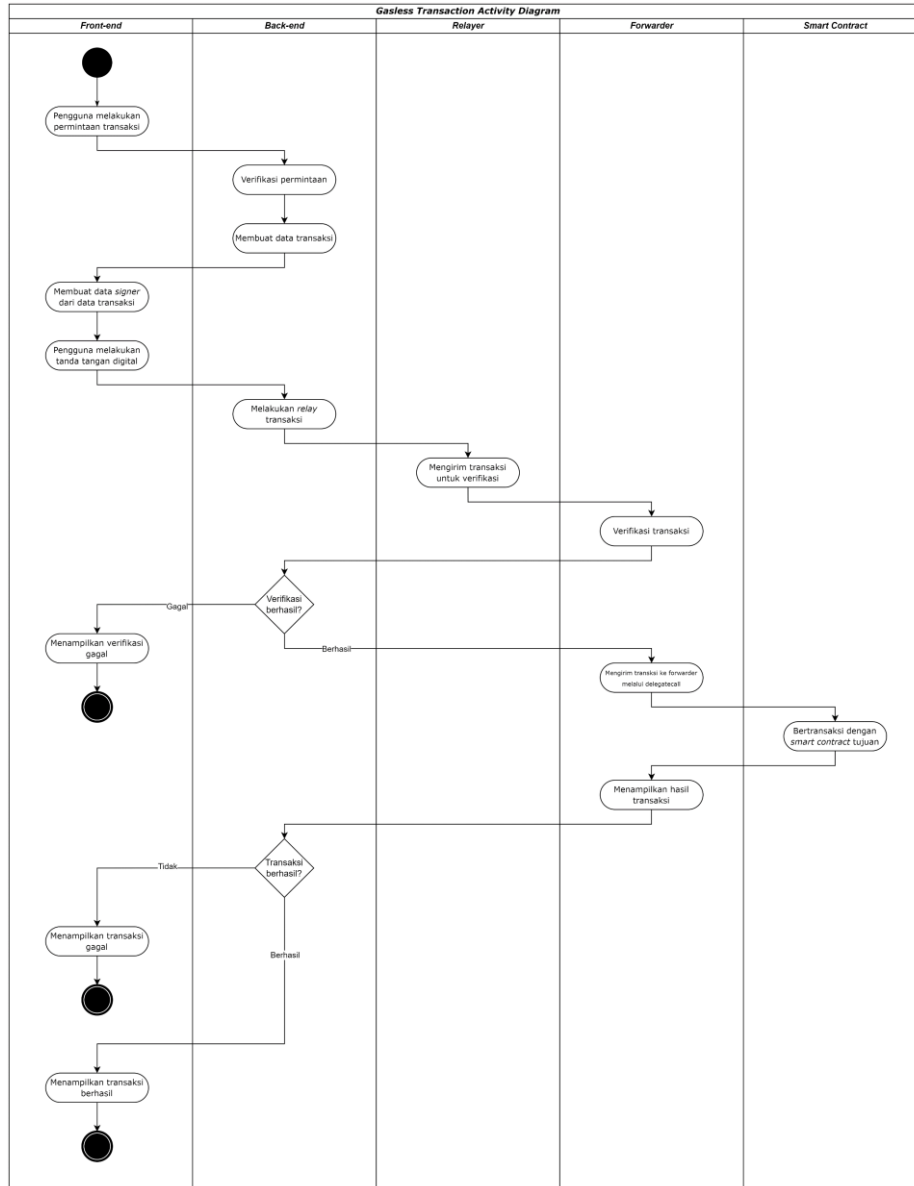 Gasless Transaction Activity Diagram
Front-end
Back-end
Relayer
Forwarder
Smart Contract
Pengguna melakukan
permintaan transaksi
Verifikasi permintaan
Membuat data transaksi
Membuat data signer
dari data transaksi
Pengguna melakukan
tanda tangan digital
Melakukan relay
transaksi
Mengirim transaksi
untuk verifikasi
Verifikasi transaksi
Verifikasi
berhasil?
Gagal
Menampilkan verifikasi
gagal
Berhasil
Mengirim transksi ke forwarder
melalui delegatecall
Bertransaksi dengan
smart contract tujuan
Menampilkan hasil
transaksi
Transaksi
berhasil?
Tidak
Menampilkan transaksi
gagal
Berhasil
Menampilkan transaksi
berhasil